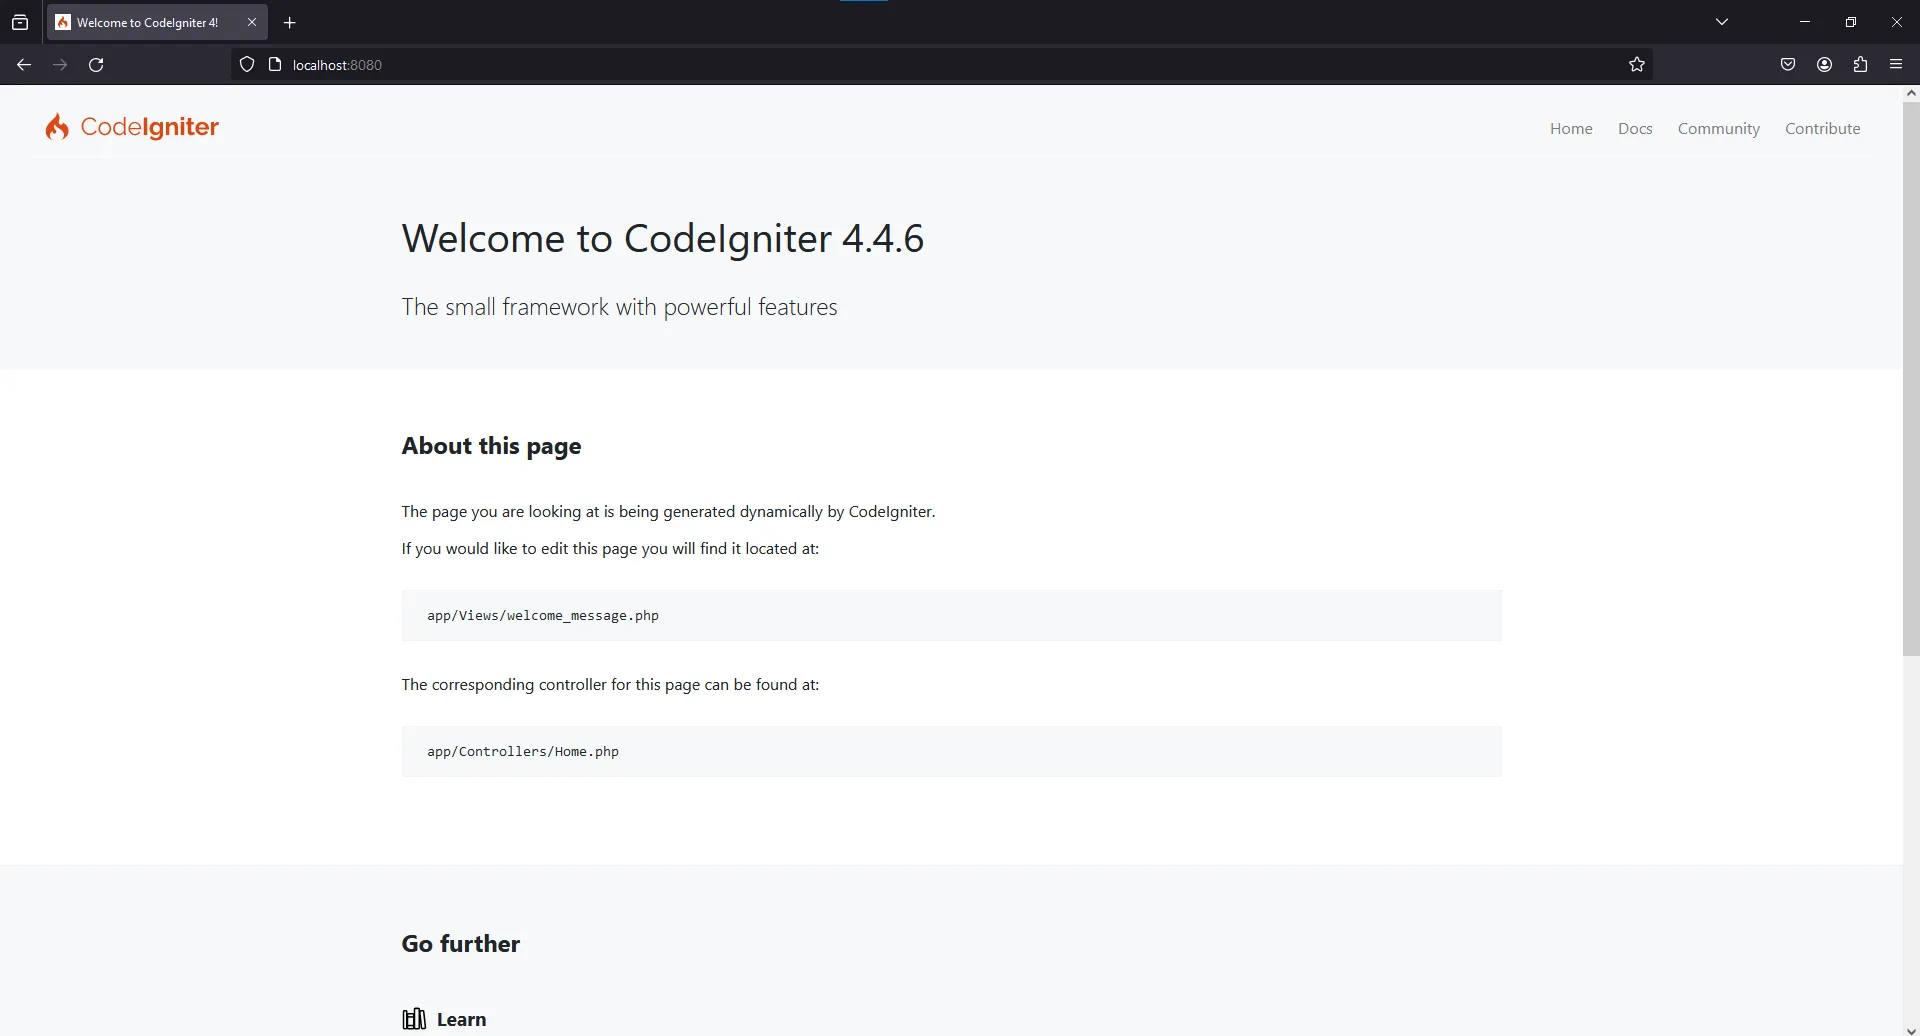 Welcome to CodeIgniter 4!
localhost:8080
CodeIgniter
Home Docs Community Contribute
Welcome to CodeIgniter 4.4.6
The small framework with powerful features
About this page
The page you are looking at is being generated dynamically by CodeIgniter.
If you would like to edit this page you will find it located at:
app/Views/welcome_message.php
The corresponding controller for this page can be found at:
app/Controllers/Home.php
Go further
Learn